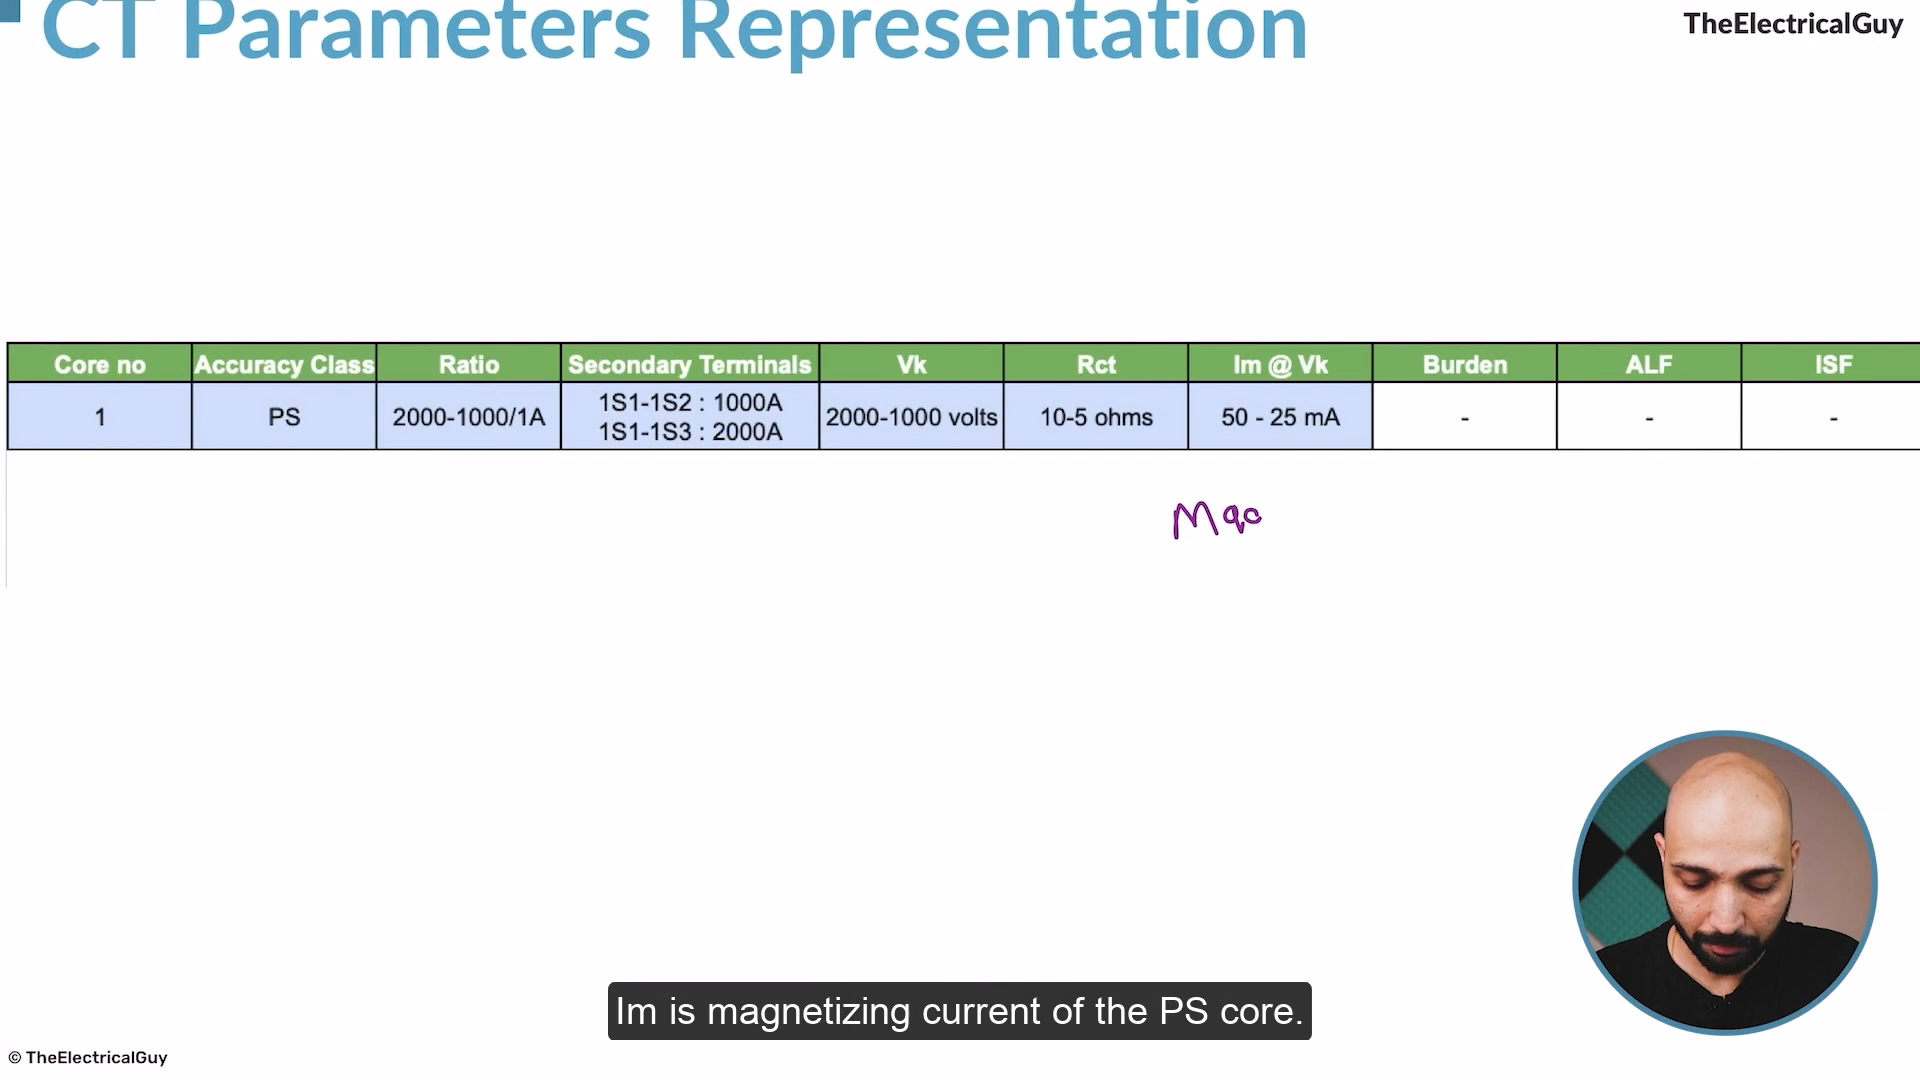 CT Parameters Representation
TheElectricalGuy
Core no Accuracy Class Ratio Secondary Terminals Vk Rct Im @ Vk Burden ALF ISF
1 PS 2000-1000/1A 1S1-1S2 : 1000A 2000-1000 volts 10-5 ohms 50 - 25 mA - - -
1S1-1S3 : 2000A
Mag
Im is magnetizing current of the PS core.
© TheElectricalGuy